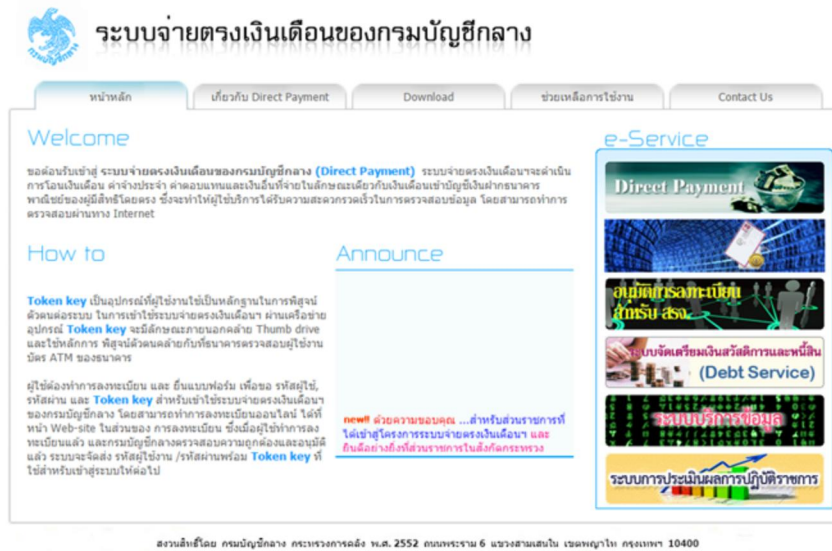 ระบบจ่ายตรงเงินเดือนของกรมบัญชีกลาง
หน้าหลัก
เกี่ยวกับ Direct Payment
Download
ช่วยเหลือการใช้งาน
Contact Us
Welcome
ขอต้อนรับเข้าสู่ ระบบจ่ายตรงเงินเดือนของกรมบัญชีกลาง (Direct Payment) ระบบจ่ายตรงเงินเดือนฯจะดำเนิน
การโอนเงินเดือน ค่าจ้างประจำ ค่าตอบแทนและเงินอื่นที่จ่ายในลักษณะเดียวกับเงินเดือนเข้าบัญชีเงินฝากธนาคาร
พาณิชย์ของผู้มีสิทธิโดยตรง ซึ่งจะทำให้ผู้ใช้บริการได้รับความสะดวกรวดเร็วในการตรวจสอบข้อมูล โดยสามารถทำการ
ตรวจสอบผ่านทาง Internet
How to
Token key เป็นอุปกรณ์ที่ผู้ใช้งานใช้เป็นหลักฐานในการพิสูจน์
ตัวตนต่อระบบ ในการเข้าใช้ระบบจ่ายตรงเงินเดือนฯ ผ่านเครือข่าย
อุปกรณ์ Token key จะมีลักษณะภายนอกคล้าย Thumb drive
และใช้หลักการ พิสูจน์ตัวตนคล้ายกับที่ธนาคารตรวจสอบผู้ใช้งาน
บัตร ATM ของธนาคาร
ผู้ใช้ต้องทำการลงทะเบียน และ ยื่นแบบฟอร์ม เพื่อขอ รหัสผู้ใช้,
รหัสผ่าน และ Token key สำหรับเข้าใช้ระบบจ่ายตรงเงินเดือนฯ
ของกรมบัญชีกลาง โดยสามารถทำการลงทะเบียนออนไลน์ ได้ที่
หน้า Web-site ในส่วนของ การลงทะเบียน ซึ่งเมื่อผู้ใช้ทำการลง
ทะเบียนแล้ว และกรมบัญชีกลางตรวจสอบความถูกต้องและอนุมัติ
แล้ว ระบบจะจัดส่ง รหัสผู้ใช้งาน /รหัสผ่านพร้อม Token key ที่
ใช้สำหรับเข้าสู่ระบบให้ต่อไป
Announce
new!! ด้วยความขอบคุณ ...สำหรับส่วนราชการที่
ได้เข้าสู่โครงการระบบจ่ายตรงเงินเดือนฯ และ
ยินดีอย่างยิ่งที่ส่วนราชการในสังกัดกระทรวง
e-Service
Direct Payment
อนุมัติการลงทะเบียน
สำหรับ สรจ.
ระบบจัดเตรียมเงินสวัสดิการและหนี้สิน
(Debt Service)
ระบบบริการข้อมูล
ระบบการประเมินผลการปฏิบัติราชการ
สงวนสิทธิ์โดย กรมบัญชีกลาง กระทรวงการคลัง พ.ศ. 2552 ถนนพระราม 6 แขวงสามเสนใน เขตพญาไท กรุงเทพฯ 10400